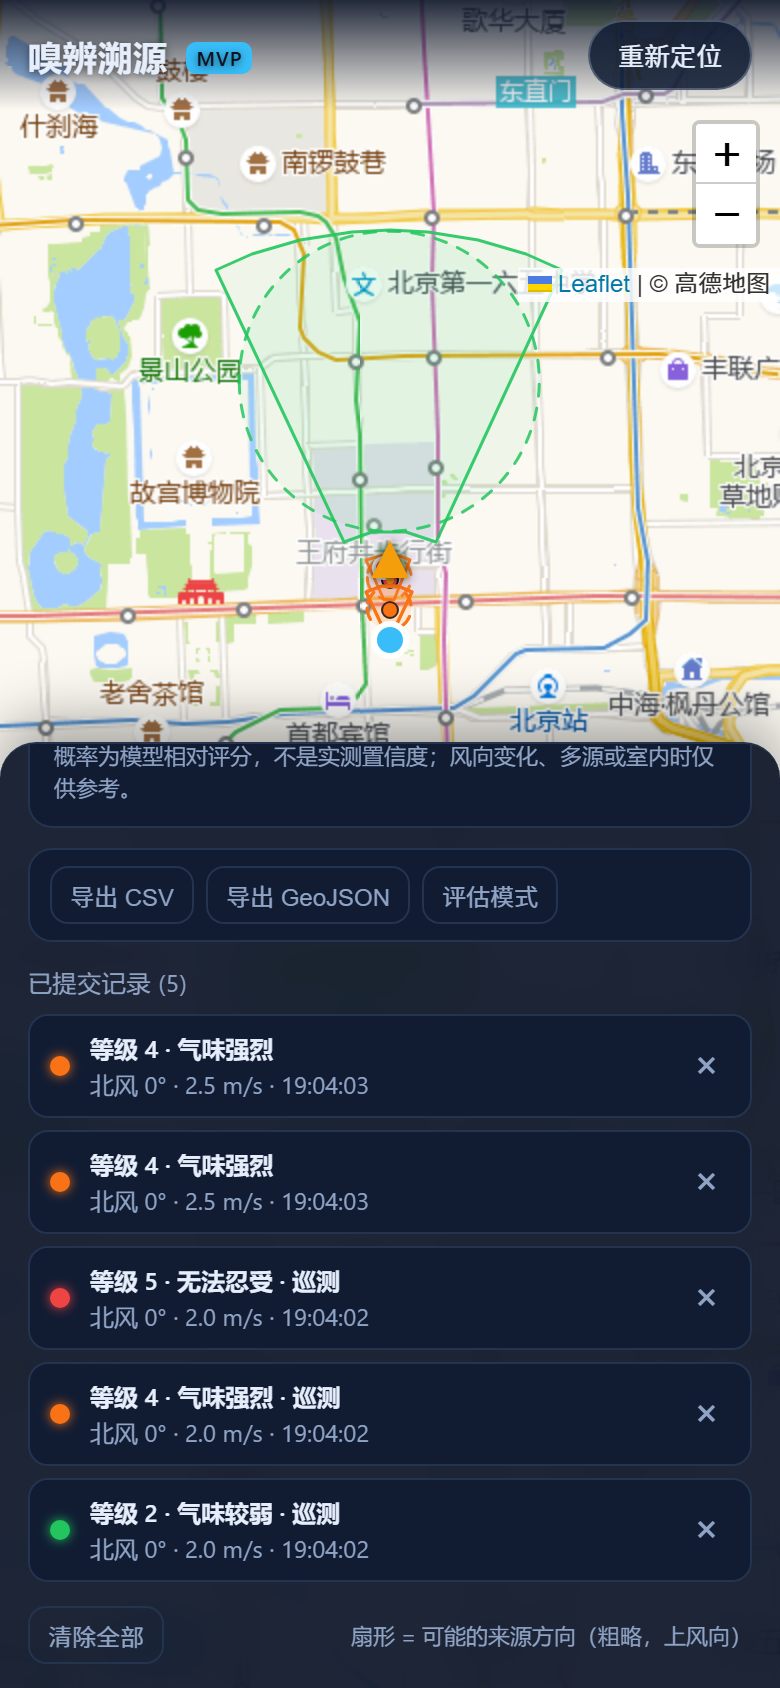 歌华大厦
嗅辨溯源 MVP
鼓楼
重新定位
东直门
什刹海
南锣鼓巷
+
−
北京第一六
Leaflet | © 高德地图
景山公园
丰联广
故宫博物院
北京
王府井 行街
老舍茶馆
北京站
中海·枫丹公馆
首都宾馆
概率为模型相对评分，不是实测置信度；风向变化、多源或室内时仅
供参考。
导出 CSV 导出 GeoJSON 评估模式
已提交记录 (5)
等级 4 · 气味强烈
北风 0° · 2.5 m/s · 19:04:03
×
等级 4 · 气味强烈
北风 0° · 2.5 m/s · 19:04:03
×
等级 5 · 无法忍受 · 巡测
北风 0° · 2.0 m/s · 19:04:02
×
等级 4 · 气味强烈 · 巡测
北风 0° · 2.0 m/s · 19:04:02
×
等级 2 · 气味较弱 · 巡测
北风 0° · 2.0 m/s · 19:04:02
×
清除全部
扇形 = 可能的来源方向（粗略，上风向）